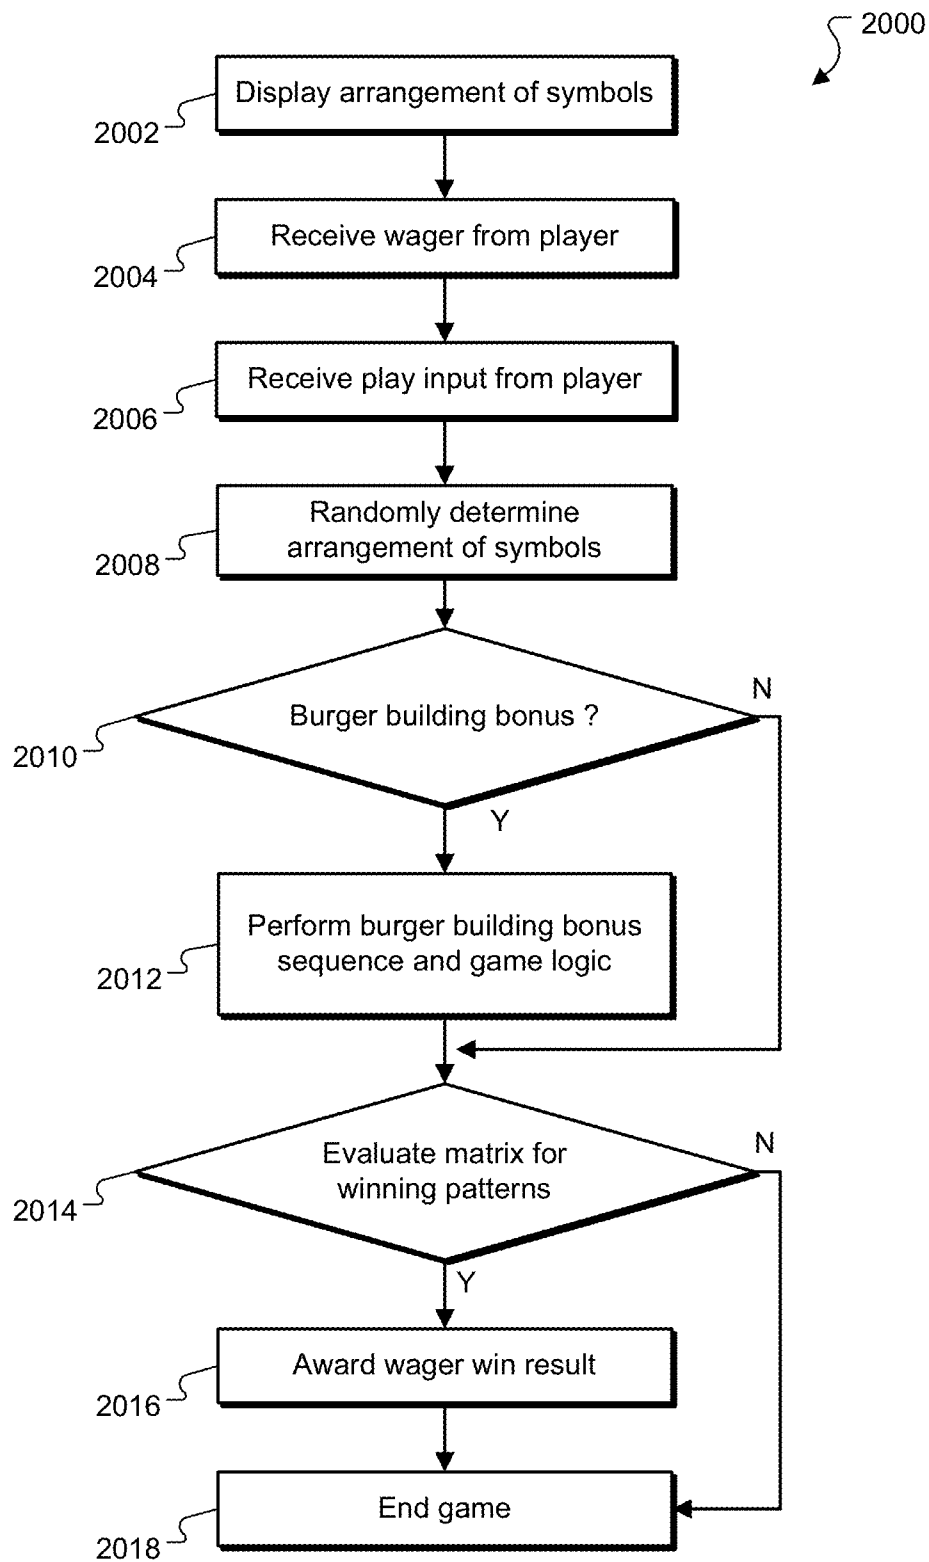 2000
Display arrangement of symbols
2002
Receive wager from player
2004
Receive play input from player
2006
Randomly determine
arrangement of symbols
2008
N
Burger building bonus ?
2010
Y
Perform burger building bonus
sequence and game logic
2012
N
Evaluate matrix for
winning patterns
2014
Y
Award wager win result
2016
End game
2018